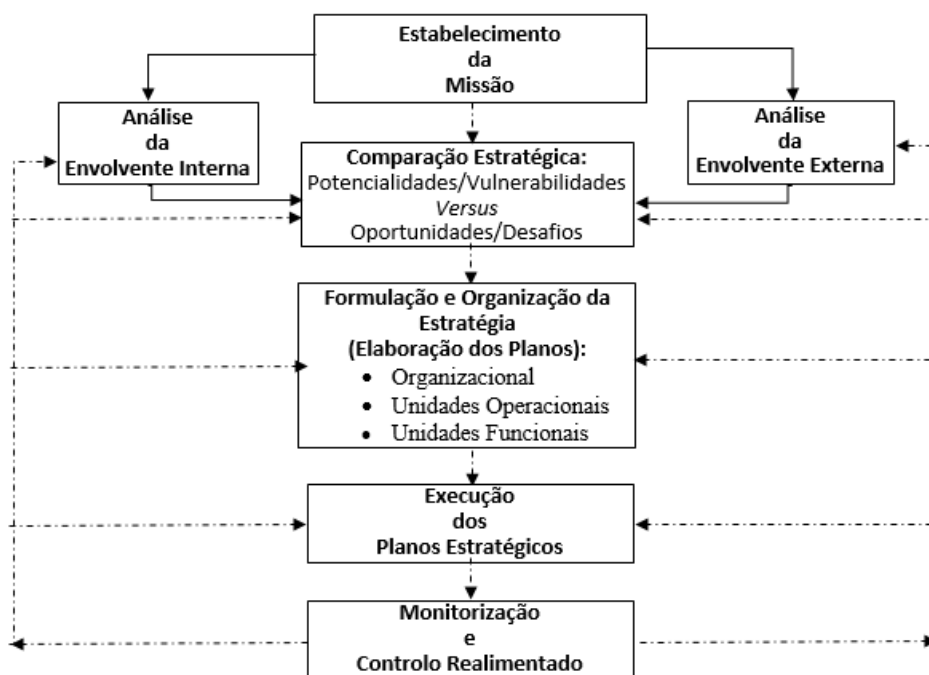 Estabelecimento
da
Missão
Análise
da
Envolvente Interna
Análise
da
Envolvente Externa
Comparação Estratégica:
Potencialidades/Vulnerabilidades
Versus
Oportunidades/Desafios
Formulação e Organização da
Estratégia
(Elaboração dos Planos):
• Organizacional
• Unidades Operacionais
• Unidades Funcionais
Execução
dos
Planos Estratégicos
Monitorização
e
Controlo Realimentado